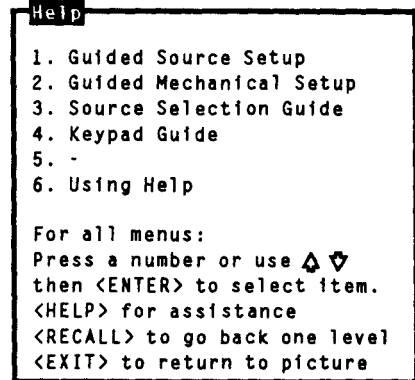 Help
1. Guided Source Setup
2. Guided Mechanical Setup
3. Source Selection Guide
4. Keypad Guide
5. -
6. Using Help
For all menus:
Press a number or use ⇧ ⇩
then <ENTER> to select item.
<HELP> for assistance
<RECALL> to go back one level
<EXIT> to return to picture